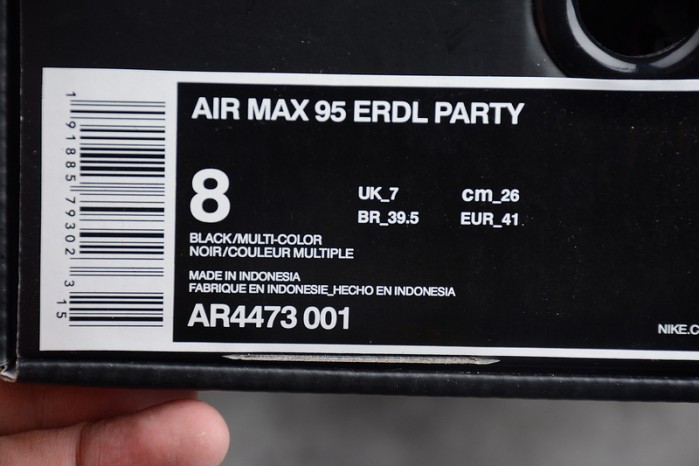 AIR MAX 95 ERDL PARTY
8
UK_7 cm_26
BR_39.5 EUR_41
BLACK/MULTI-COLOR
NOIR/COULEUR MULTIPLE
MADE IN INDONESIA
FABRIQUE EN INDONESIE_HECHO EN INDONESIA
AR4473 001
NIKE.C
1 91885 79302 3 15